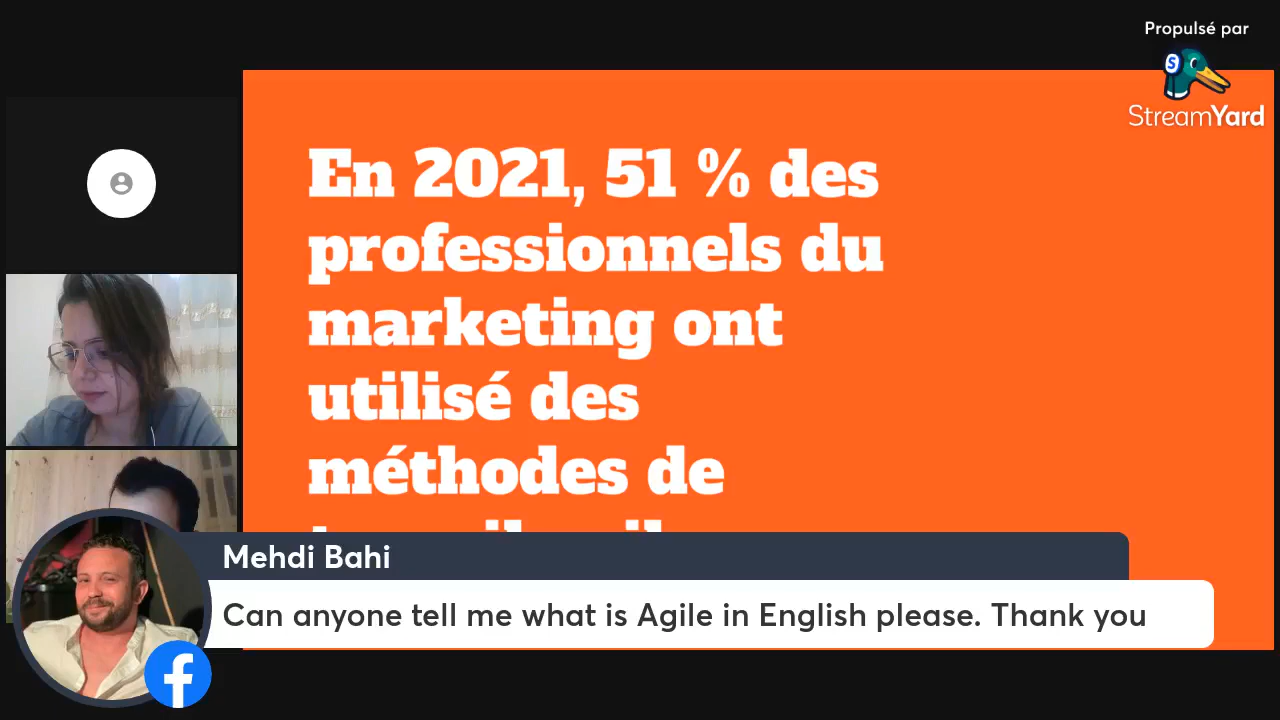 Propulsé par
StreamYard
En 2021, 51 % des
professionnels du
marketing ont
utilisé des
méthodes de
Mehdi Bahi
Can anyone tell me what is Agile in English please. Thank you